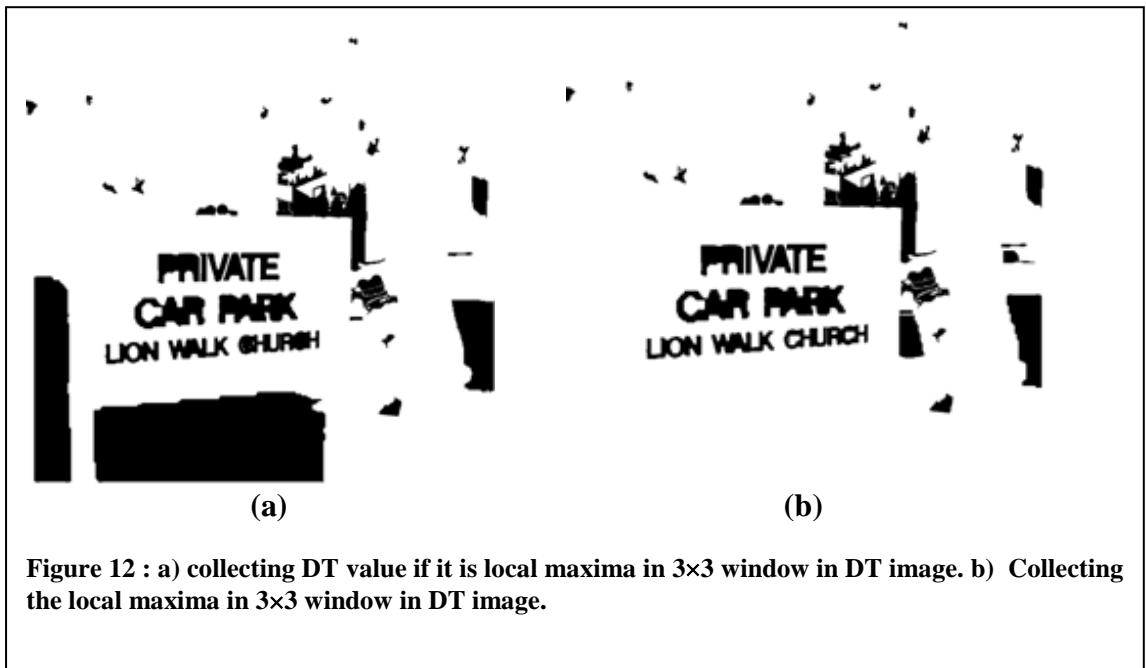 PRIVATE
CAR PARK
LION WALK CHURCH
PRIVATE
CAR PARK
LION WALK CHURCH
(a) (b)
Figure 12 : a) collecting DT value if it is local maxima in 3×3 window in DT image. b) Collecting
the local maxima in 3×3 window in DT image.